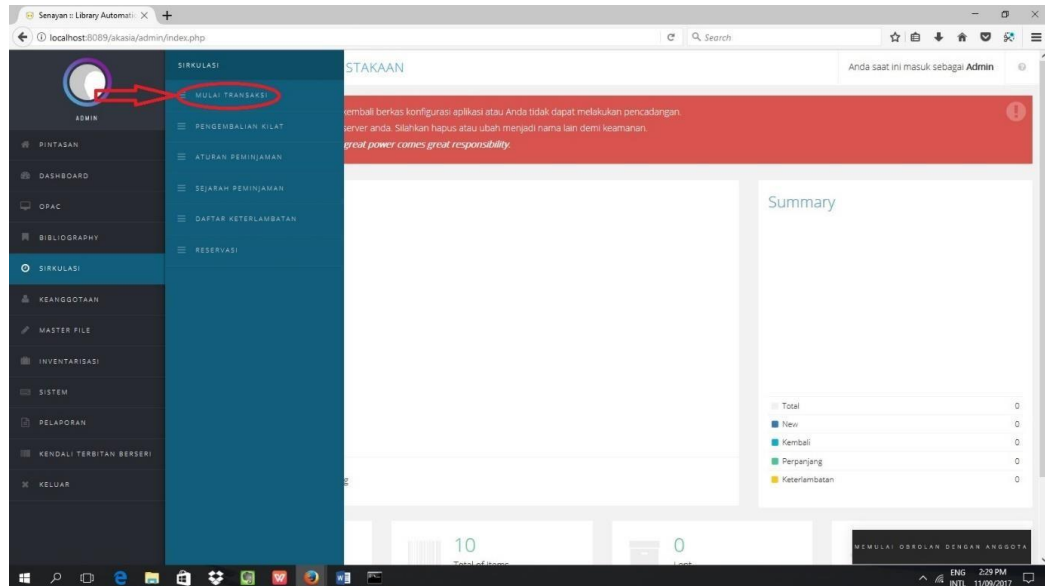 Senayan :: Library Automatic
localhost:8089/akasia/admin/index.php
Search
ADMIN
PINTASAN
DASHBOARD
OPAC
BIBLIOGRAPHY
SIRKULASI
KEANGGOTAAN
MASTER FILE
INVENTARISASI
SISTEM
PELAPORAN
KENDALI TERBITAN BERSERI
KELUAR
SIRKULASI
MULAI TRANSAKSI
PENGEMBALIAN KILAT
ATURAN PEMINJAMAN
SEJARAH PEMINJAMAN
DAFTAR KETERLAMBATAN
RESERVASI
STAKAAN
Anda saat ini masuk sebagai Admin
kembali berkas konfigurasi aplikasi atau Anda tidak dapat melakukan pencadangan.
server anda. Silahkan hapus atau ubah menjadi nama lain demi keamanan.
great power comes great responsibility.
Summary
Total 0
New 0
Kembali 0
Perpanjang 0
Keterlambatan 0
g
10
Total of items
0
Lent
MEMULAI OBROLAN DENGAN ANGGOTA
ENG 2:29 PM
INTL 11/09/2017